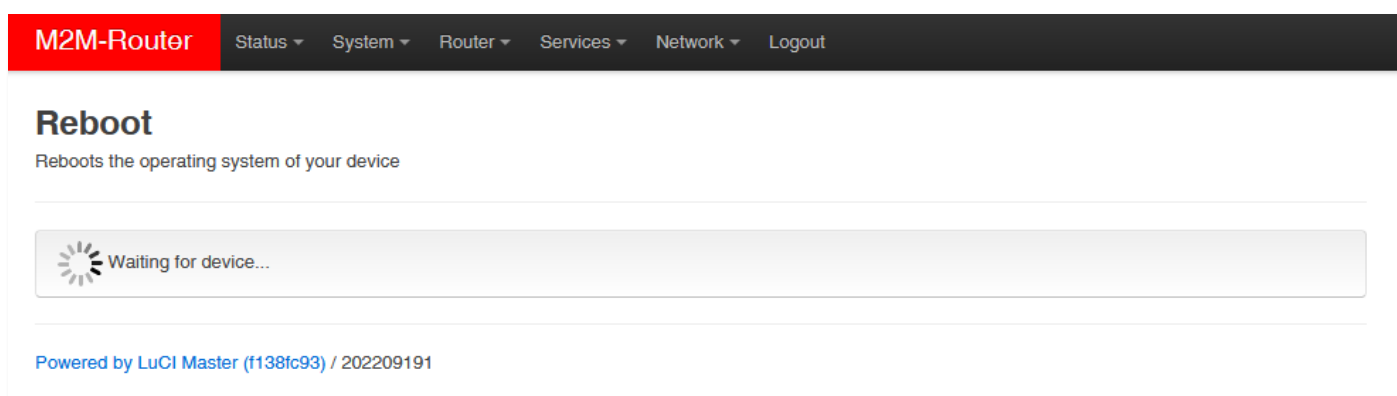 M2M-Router Status System Router Services Network Logout
Reboot
Reboots the operating system of your device
Waiting for device...
Powered by LuCI Master (f138fc93) / 202209191